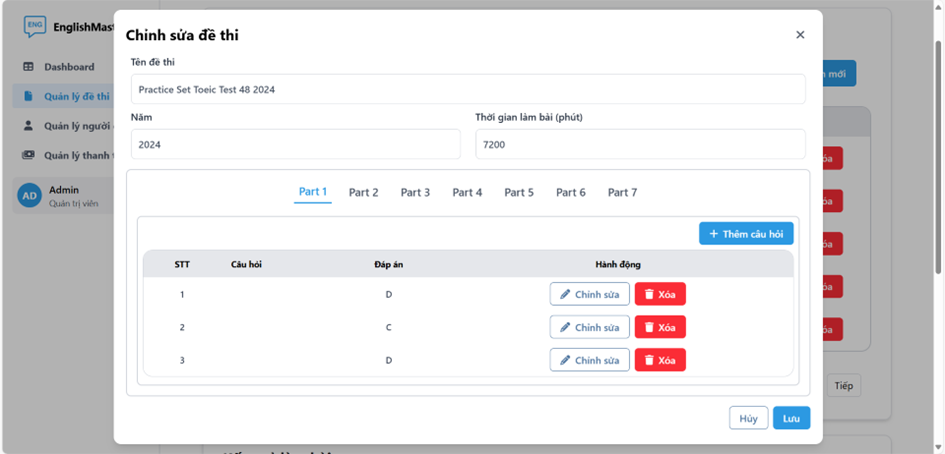 ENG EnglishMast
Dashboard
Quản lý đề thi
Quản lý người
Quản lý thanh t
AD Admin
Quản trị viên
Chỉnh sửa đề thi ×
Tên đề thi
Practice Set Toeic Test 48 2024
Năm Thời gian làm bài (phút)
2024 7200
Part 1 Part 2 Part 3 Part 4 Part 5 Part 6 Part 7
+ Thêm câu hỏi
STT Câu hỏi Đáp án Hành động
1 D Chỉnh sửa Xóa
2 C Chỉnh sửa Xóa
3 D Chỉnh sửa Xóa
Hủy Lưu
mới
óa
óa
óa
óa
óa
Tiếp